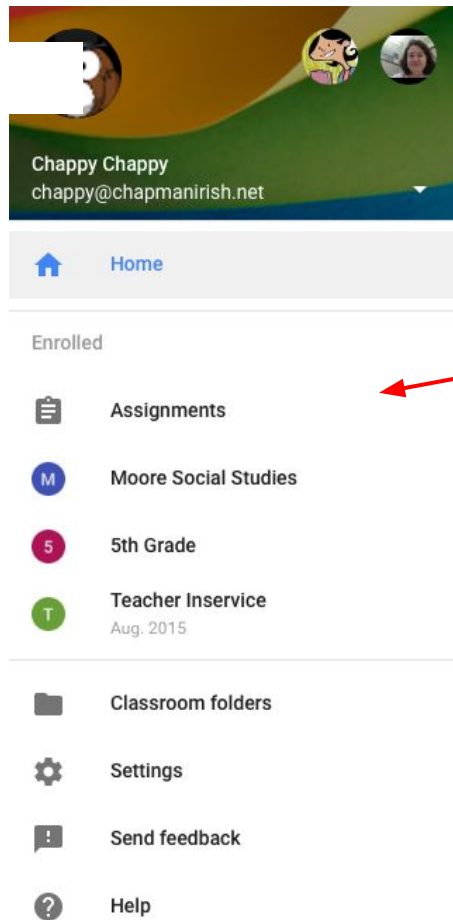 Chappy Chappy
chappy@chapmanirish.net
Home
Enrolled
Assignments
M Moore Social Studies
5 5th Grade
T Teacher Inservice
Aug. 2015
Classroom folders
Settings
Send feedback
Help